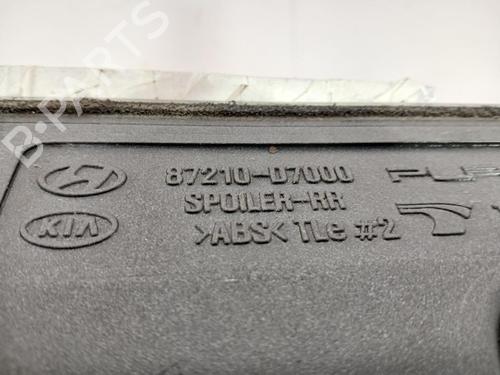 B-PARTS
87210-D7000
SPOILER-RR
KIA >ABS< TLe #2